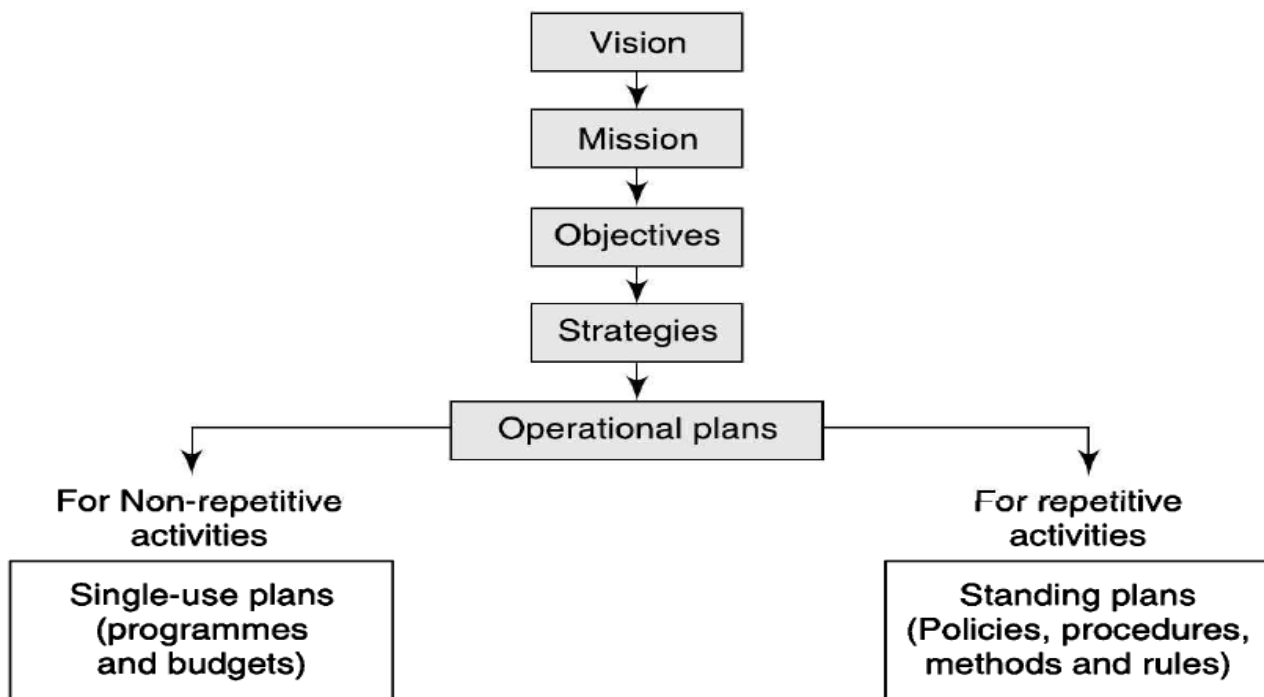 Vision
Mission
Objectives
Strategies
Operational plans
For Non-repetitive
activities
Single-use plans
(programmes
and budgets)
For repetitive
activities
Standing plans
(Policies, procedures,
methods and rules)